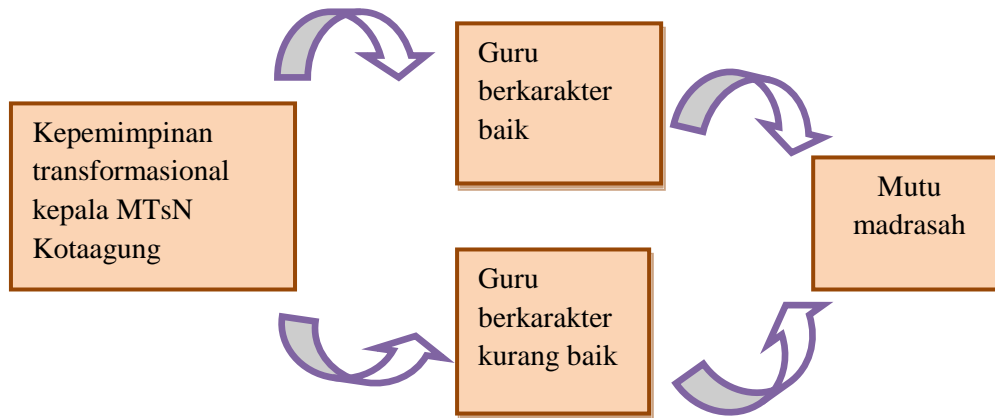 Kepemimpinan
transformasional
kepala MTsN
Kotaagung
Guru
berkarakter
baik
Guru
berkarakter
kurang baik
Mutu
madrasah